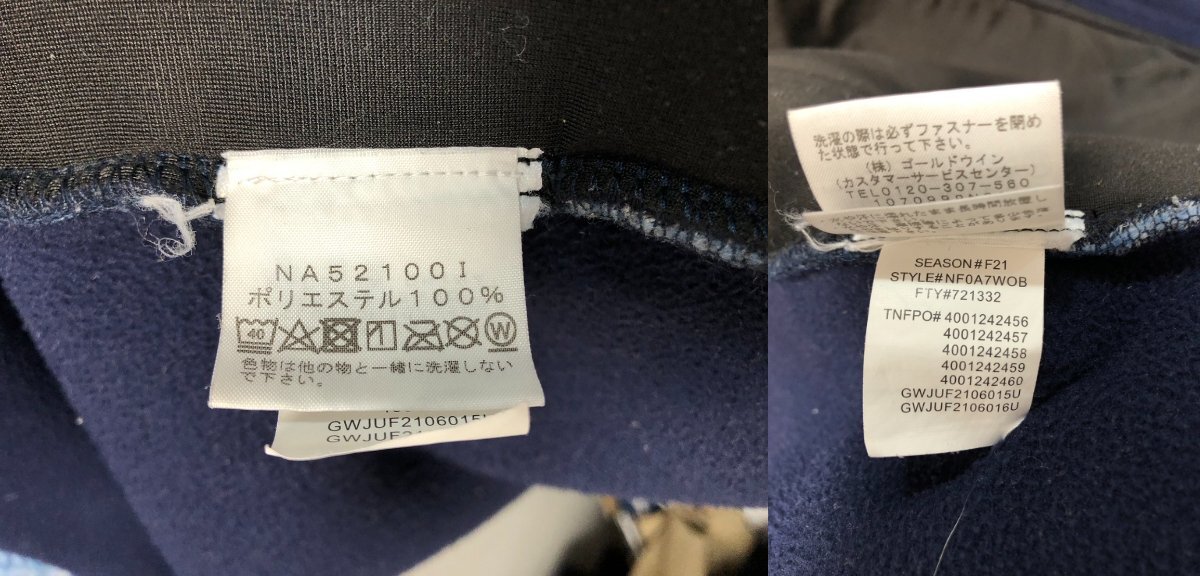 NA52100I
ポリエステル100%
40
W
色物は他の物と一緒に洗濯しない
で下さい。
GWJUF2106015U
GWJUF2106016U
洗濯の際は必ずファスナーを閉め
た状態で行って下さい。
(株) ゴールドウイン
(カスタマーサービスセンター)
TEL0120-307-560
SEASON#F21
STYLE#NF0A7WOB
FTY#721332
TNFPO# 4001242456
4001242457
4001242458
4001242459
4001242460
GWJUF2106015U
GWJUF2106016U